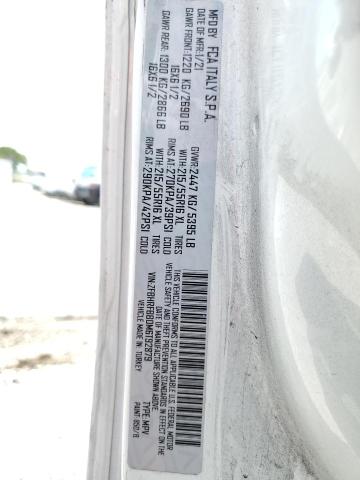 MFD BY FCA ITALY S.P.A.
DATE OF MFR:1/21 GVWR:2447 KG/5395 LB
GAWR FRONT:1220 KG/2690 LB WITH:215/55R16 XL TIRES
16X6 1/2 RIMS AT:270KPA/39PSI COLD
GAWR REAR: 1300 KG/2866 LB WITH:215/55R16 XL TIRES
16X6 1/2 RIMS AT:290KPA/42PSI COLD
THIS VEHICLE CONFORMS TO ALL APPLICABLE U.S. FEDERAL MOTOR
VEHICLE SAFETY AND THEFT PREVENTION STANDARDS IN EFFECT ON
THE DATE OF MANUFACTURE SHOWN ABOVE.
VIN:ZFBHRFBB0M6T92879 TYPE:MPV
VEHICLE MADE IN: TURKEY PAINT: